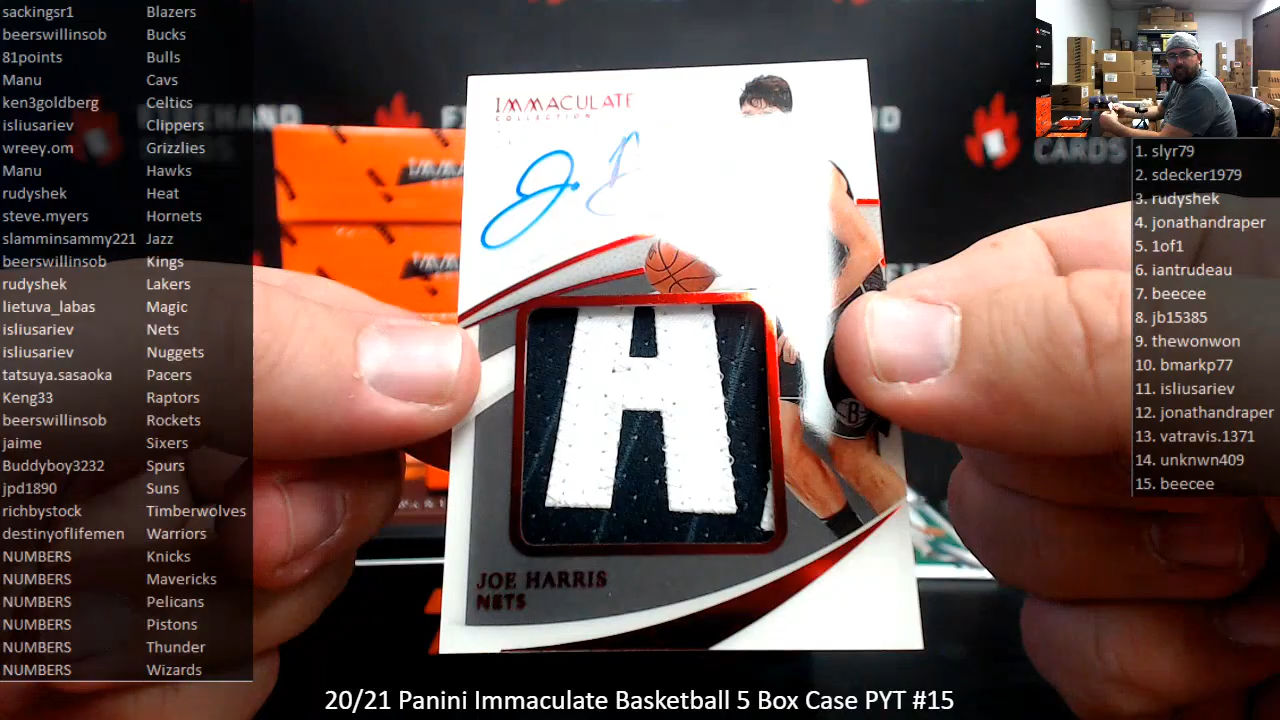 sackingsr1 Blazers
beerswillinsob Bucks
81points Bulls
Manu Cavs
ken3goldberg Celtics
isliusariev Clippers
wreey.om Grizzlies
Manu Hawks
rudyshek Heat
steve.myers Hornets
slamminsammy221 Jazz
beerswillinsob Kings
rudyshek Lakers
lietuva_labas Magic
isliusariev Nets
isliusariev Nuggets
tatsuya.sasaoka Pacers
Keng33 Raptors
beerswillinsob Rockets
jaime Sixers
Buddyboy3232 Spurs
jpd1890 Suns
richbystock Timberwolves
destinyoflifemen Warriors
NUMBERS Knicks
NUMBERS Mavericks
NUMBERS Pelicans
NUMBERS Pistons
NUMBERS Thunder
NUMBERS Wizards
IMMACULATE
COLLECTION
A
B
JOE HARRIS
NETS
CARDS
1. slyr79
2. sdecker1979
3. rudyshek
4. jonathandraper
5. 1of1
6. iantrudeau
7. beecee
8. jb15385
9. thewonwon
10. bmarkp77
11. isliusariev
12. jonathandraper
13. vatravis.1371
14. unknwn409
15. beecee
20/21 Panini Immaculate Basketball 5 Box Case PYT #15